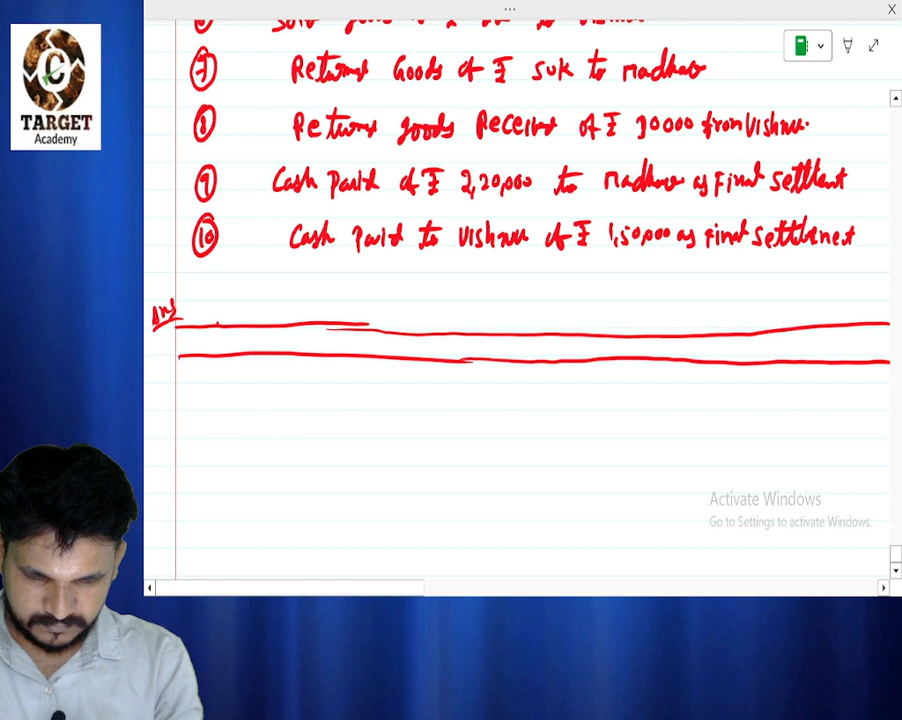 TARGET
Academy
⑦ Returns Goods of ₹ 50k to Madhav
⑧ Returns goods Received of ₹ 30000 from Vishnu.
⑨ Cash Paid of ₹ 2,20,000 to Madhav as Final Settlent
⑩ Cash Paid to Vishnu of ₹ 1,50,000 as Final Settlenet
Ans
Activate Windows
Go to Settings to activate Windows.